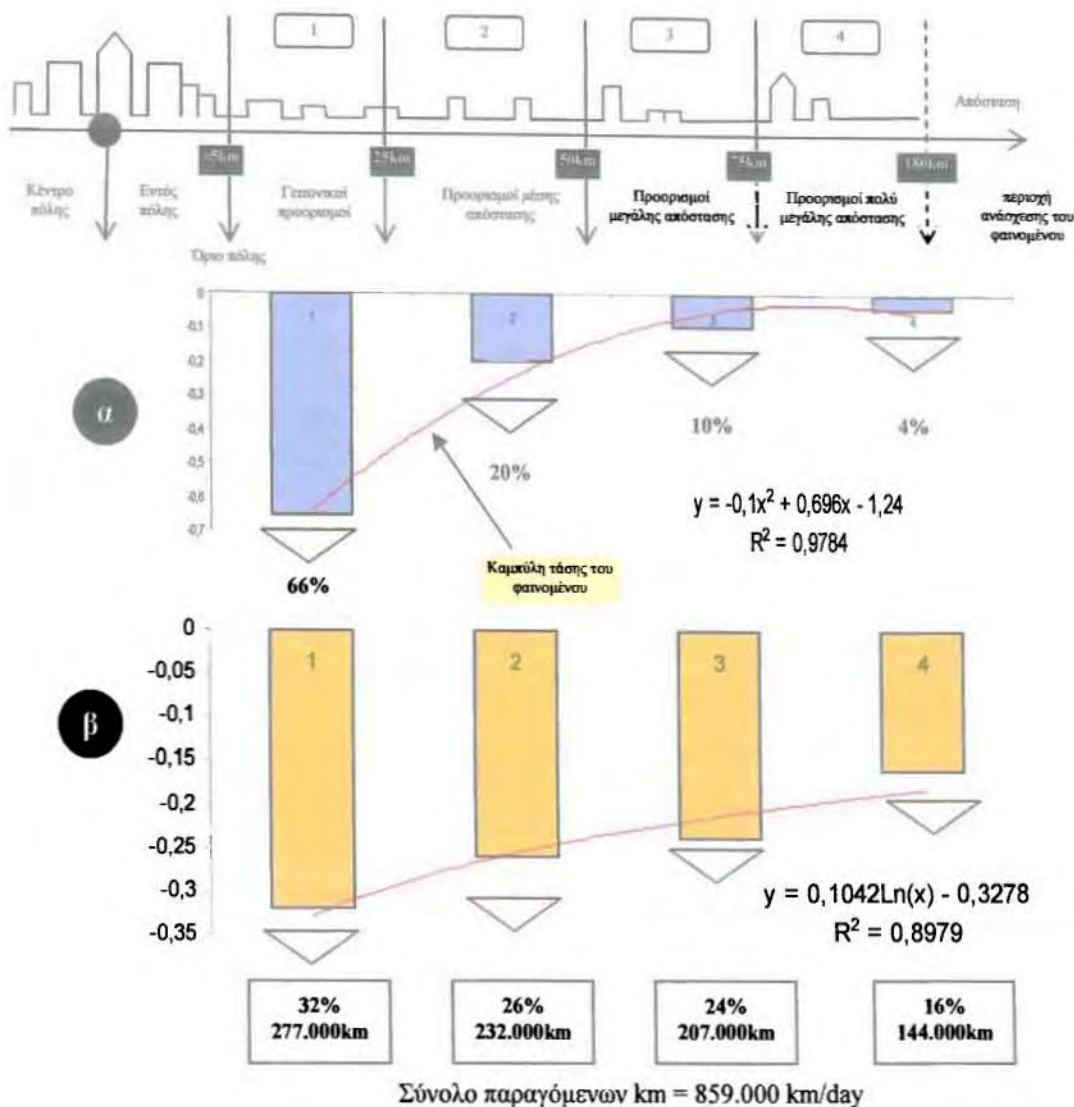 1
2
3
4
Απόσταση
25km
50km
75km
180km
Κέντρο
πόλης
Εντός
πόλης
Γειτονικοί
προορισμοί
Προορισμοί μέσης
απόστασης
Προορισμοί
μεγάλης απόστασης
Προορισμοί πολύ
μεγάλης απόστασης
περιοχή
ανάσχεσης του
φαινομένου
Όριο πόλης
0
-0,1
-0,2
-0,3
-0,4
-0,5
-0,6
-0,7
1
2
3
4
α
10%
4%
20%
y = -0,1x² + 0,696x - 1,24
R² = 0,9784
Καμπύλη τάσης του
φαινομένου
66%
0
-0,05
-0,1
-0,15
-0,2
-0,25
-0,3
-0,35
1
2
3
4
β
y = 0,1042Ln(x) - 0,3278
R² = 0,8979
32%
277.000km
26%
232.000km
24%
207.000km
16%
144.000km
Σύνολο παραγόμενων km = 859.000 km/day